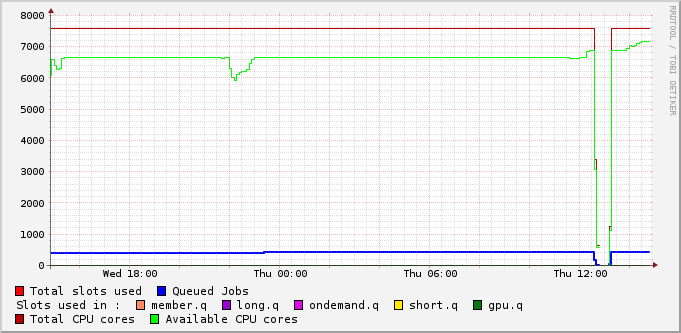 8000
7000
6000
5000
4000
3000
2000
1000
0
Wed 18:00 Thu 00:00 Thu 06:00 Thu 12:00
RRDTOOL / TOBI OETIKER
Total slots used Queued Jobs
Slots used in : member.q long.q ondemand.q short.q gpu.q
Total CPU cores Available CPU cores